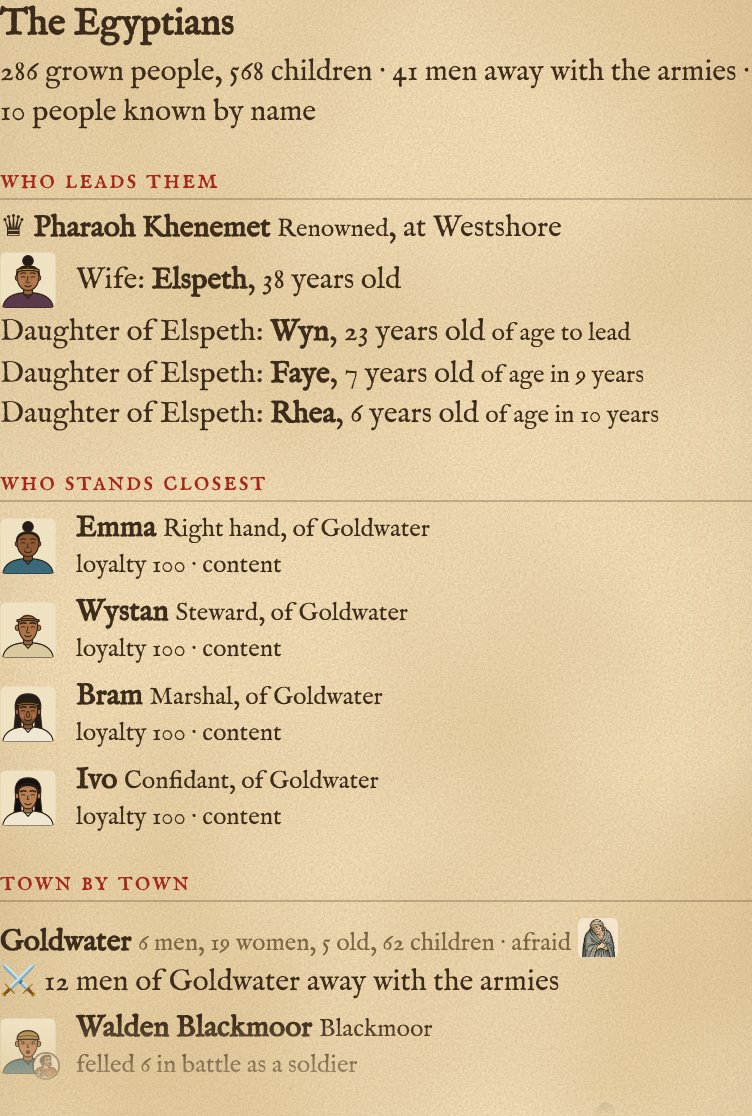 The Egyptians
286 grown people, 568 children · 41 men away with the armies ·
10 people known by name
WHO LEADS THEM
♛ Pharaoh Khenemet Renowned, at Westshore
Wife: Elspeth, 38 years old
Daughter of Elspeth: Wyn, 23 years old of age to lead
Daughter of Elspeth: Faye, 7 years old of age in 9 years
Daughter of Elspeth: Rhea, 6 years old of age in 10 years
WHO STANDS CLOSEST
Emma Right hand, of Goldwater
loyalty 100 · content
Wystan Steward, of Goldwater
loyalty 100 · content
Bram Marshal, of Goldwater
loyalty 100 · content
Ivo Confidant, of Goldwater
loyalty 100 · content
TOWN BY TOWN
Goldwater 6 men, 19 women, 5 old, 62 children · afraid
⚔️ 12 men of Goldwater away with the armies
Walden Blackmoor Blackmoor
felled 6 in battle as a soldier